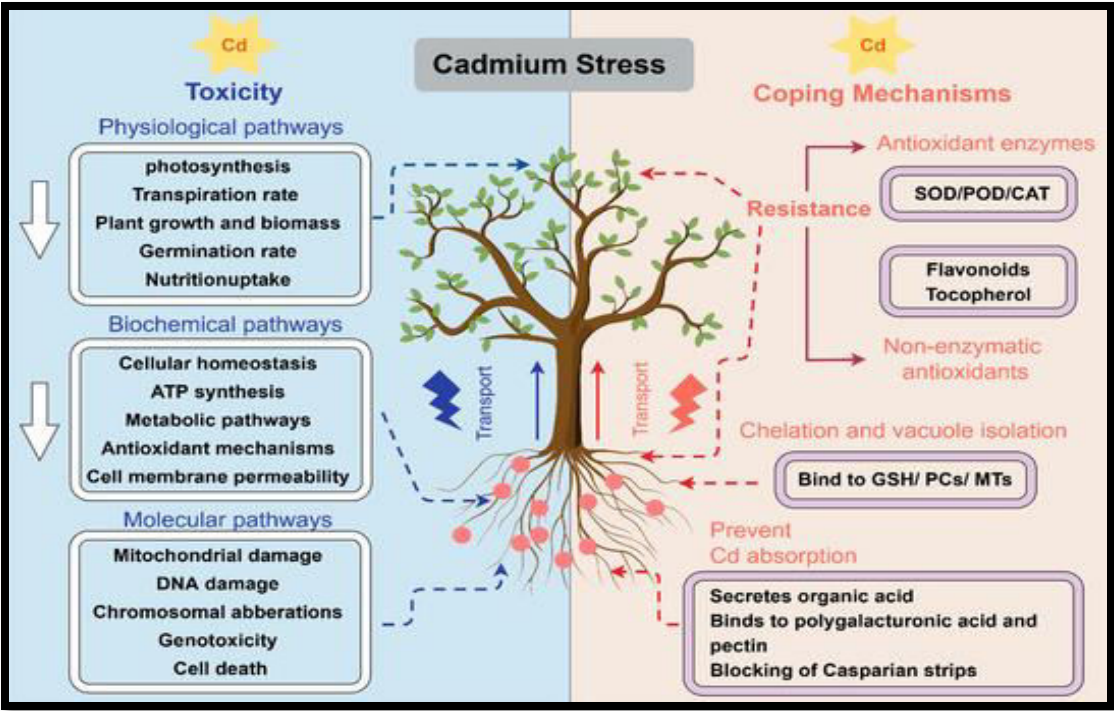 Cadmium Stress
Cd
Toxicity
Physiological pathways
photosynthesis
Transpiration rate
Plant growth and biomass
Germination rate
Nutritionuptake
Biochemical pathways
Cellular homeostasis
ATP synthesis
Metabolic pathways
Antioxidant mechanisms
Cell membrane permeability
Molecular pathways
Mitochondrial damage
DNA damage
Chromosomal abberations
Genotoxicity
Cell death
Transport
Transport
Cd
Coping Mechanisms
Resistance
Antioxidant enzymes
SOD/POD/CAT
Flavonoids
Tocopherol
Non-enzymatic
antioxidants
Chelation and vacuole isolation
Bind to GSH/ PCs/ MTs
Prevent
Cd absorption
Secretes organic acid
Binds to polygalacturonic acid and
pectin
Blocking of Casparian strips